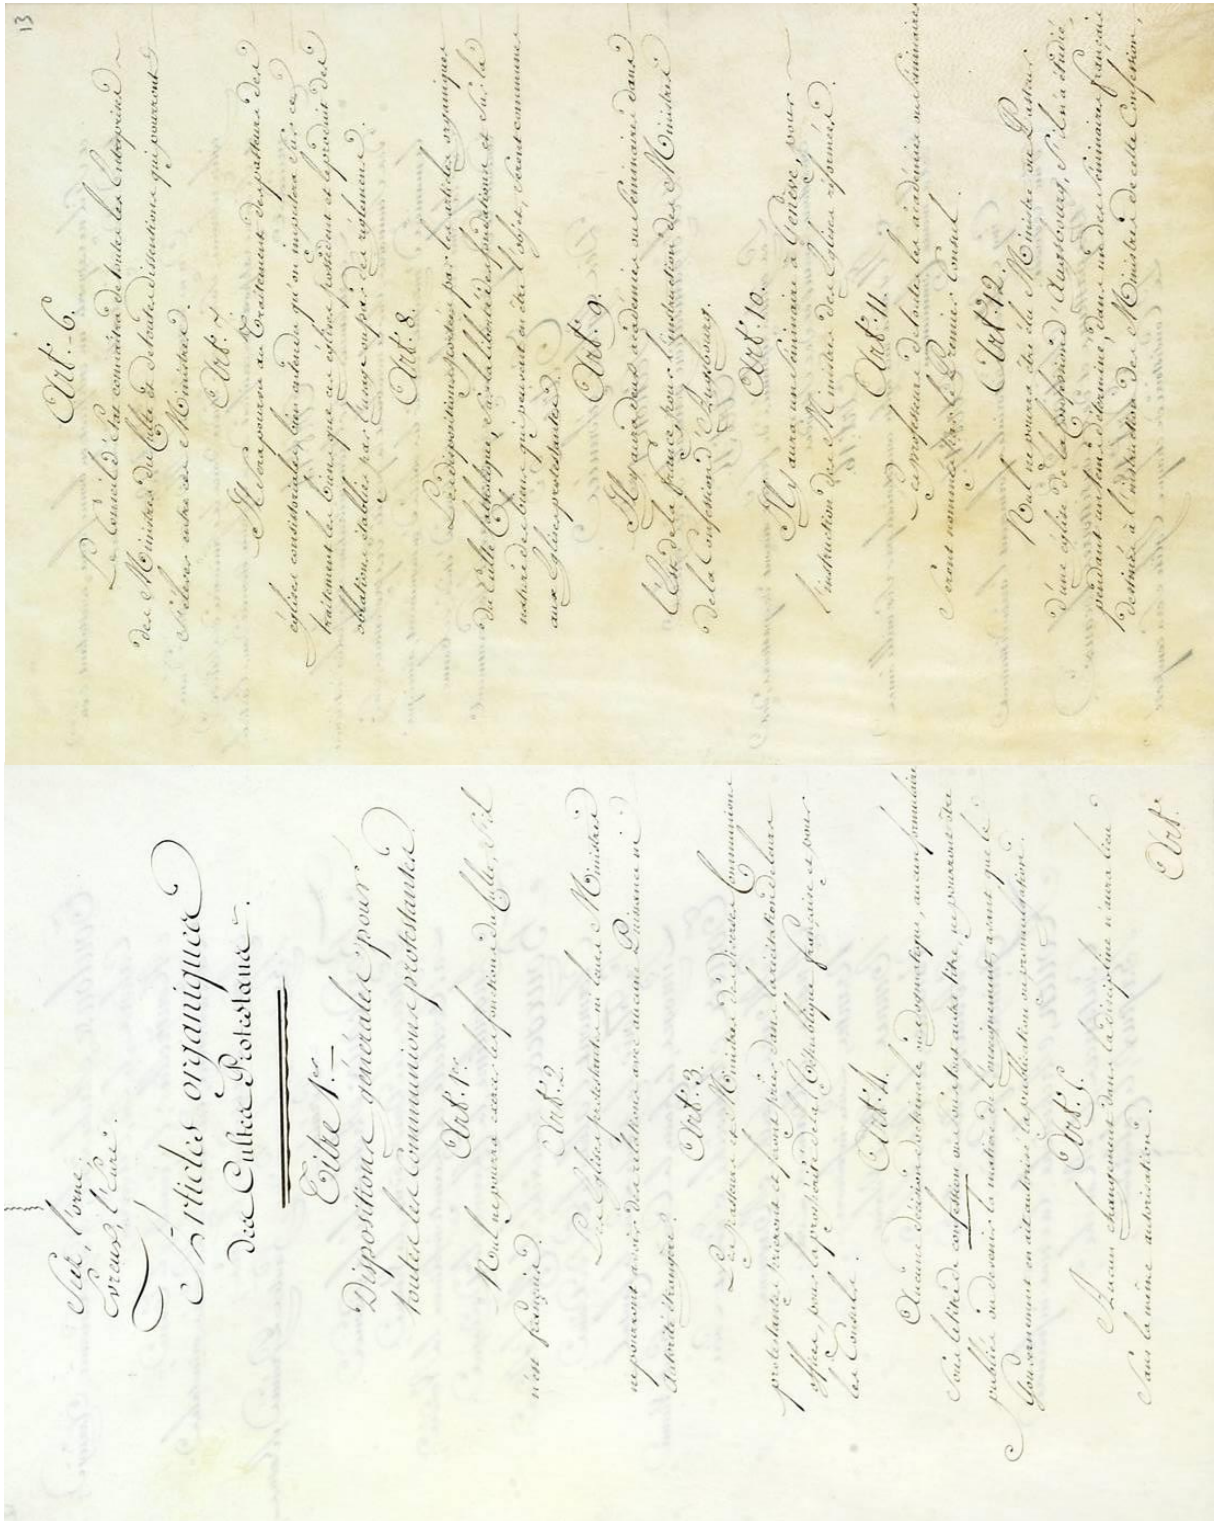 Séez, l'orne.
Evreux, l'Eure.
Articles organiques
des Cultes Protestans.
Titre 1er.
Dispositions générales pour
toutes les Communions protestantes.
Art. 1er.
Nul ne pourra exercer les fonctions du Culte, s'il
n'est français.
Art. 2.
Les Eglises protestantes ni leurs Ministres
ne pourront avoir des relations avec aucune Puissance ni
Autorité étrangère.
Art. 3.
Les Pasteurs et Ministres des diverses Communions
protestantes prieront et feront prier dans la récitation de leurs
offices, pour la prospérité de la République française et pour
les Consuls.
Art. 4.
Aucune décision doctrinale ou dogmatique, aucun formulaire
sous le titre de confession ou sous tout autre titre, ne pourront être
publiés ou devenir la matière de l'enseignement, avant que le
Gouvernement en ait autorisé la publication ou promulgation.
Art. 5.
Aucun changement dans la discipline n'aura lieu
sans la même autorisation.
Art.
13
Art. 6.
Le Conseil d'état connaîtra de toutes les Entreprises
des Ministres du Culte & de toutes dissentions qui pourront
s'élever entre ces Ministres.
Art. 7.
Il sera pourvu au Traitement des pasteurs des
églises consistoriales, bien entendu qu'on imputera sur ce
traitement les biens que ces églises possèdent et le produit des
oblations établies par l'usage ou par des réglemens.
Art. 8.
Les dispositions portées par les articles organiques
du Culte Catholique, sur la liberté des fondations et sur la
nature des biens qui peuvent en être l'objet, seront communes
aux Eglises protestantes.
Art. 9.
Il y aura deux académies ou Séminaires dans
l'Est de la france, pour l'instruction des Ministres
de la Confession d'Augsbourg.
Art. 10.
Il y aura un Séminaire à Genève, pour
l'instruction des Ministres des Eglises réformées.
Art. 11.
Les professeurs de toutes les académies ou Séminaires
seront nommés par le Premier Consul.
Art. 12.
Nul ne pourra être élu Ministre ou Pasteur
d'une église de la confession d'Augsbourg, s'il n'a étudié,
pendant un tems déterminé, dans un des séminaires français
destinés à l'instruction des Ministres de cette Confession,